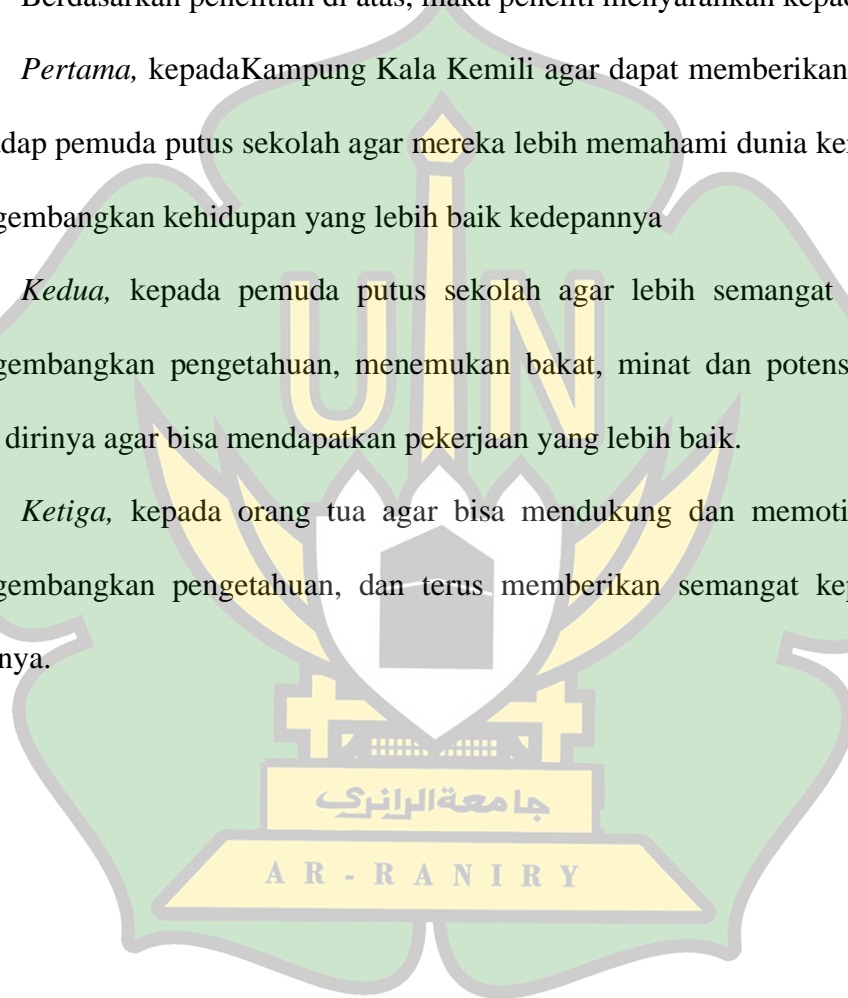 Berdasarkan penelitian di atas, maka peneliti menyarankan kepad
Pertama, kepadaKampung Kala Kemili agar dapat memberikan
dap pemuda putus sekolah agar mereka lebih memahami dunia ker
gembangkan kehidupan yang lebih baik kedepannya
Kedua, kepada pemuda putus sekolah agar lebih semangat
gembangkan pengetahuan, menemukan bakat, minat dan potens
dirinya agar bisa mendapatkan pekerjaan yang lebih baik.
Ketiga, kepada orang tua agar bisa mendukung dan memoti
gembangkan pengetahuan, dan terus memberikan semangat kep
nya.
UIN
جامعةالرانري
AR-RANIRY